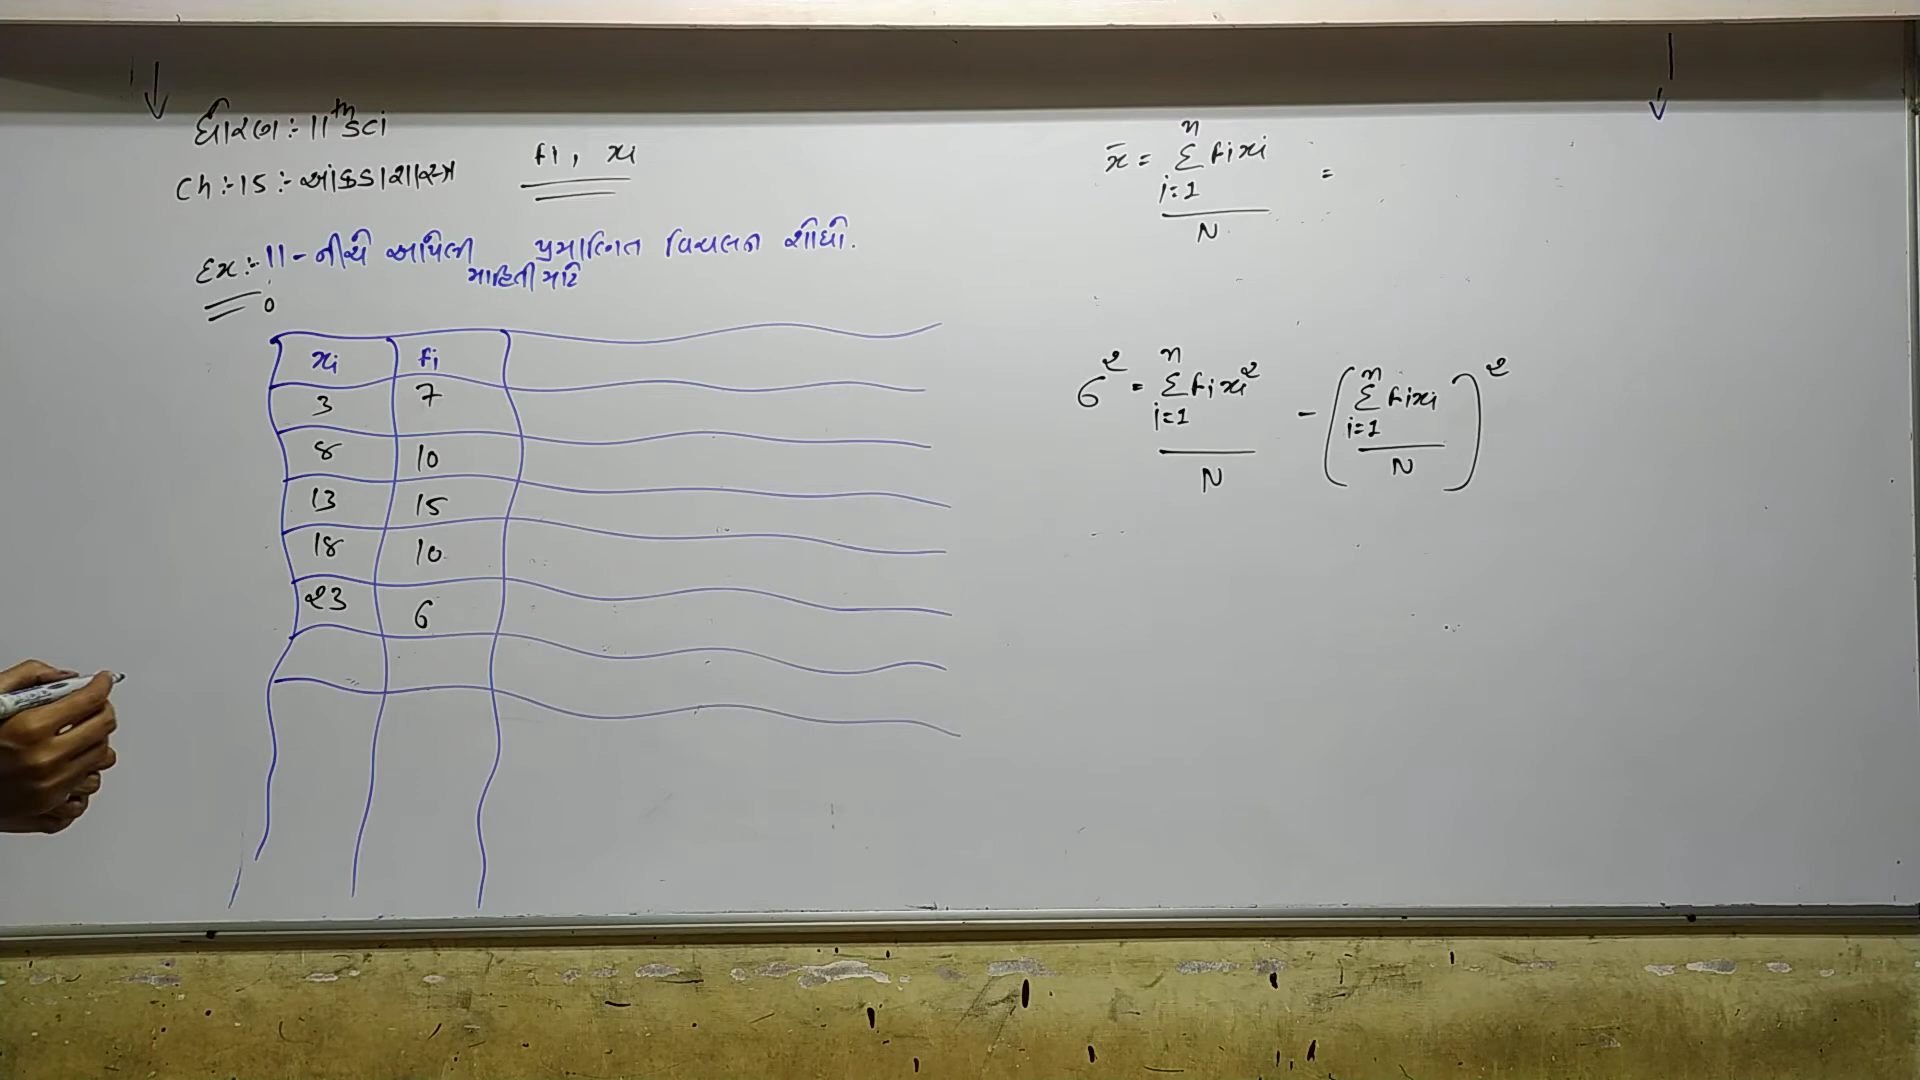 ધોરણ :- 11th Sci
Ch :- 15 :- આંકડાશાસ્ત્ર
fi , xi
Ex :- 11 - નીચે આપેલી માહિતી માટે પ્રમાણિત વિચલન શોધો.
xi fi
3 7
8 10
13 15
18 10
23 6
x̄ = Σ fixi =
n
i=1
N
σ² = Σ fixi² - ( Σ fixi )²
n n
i=1 i=1
N N